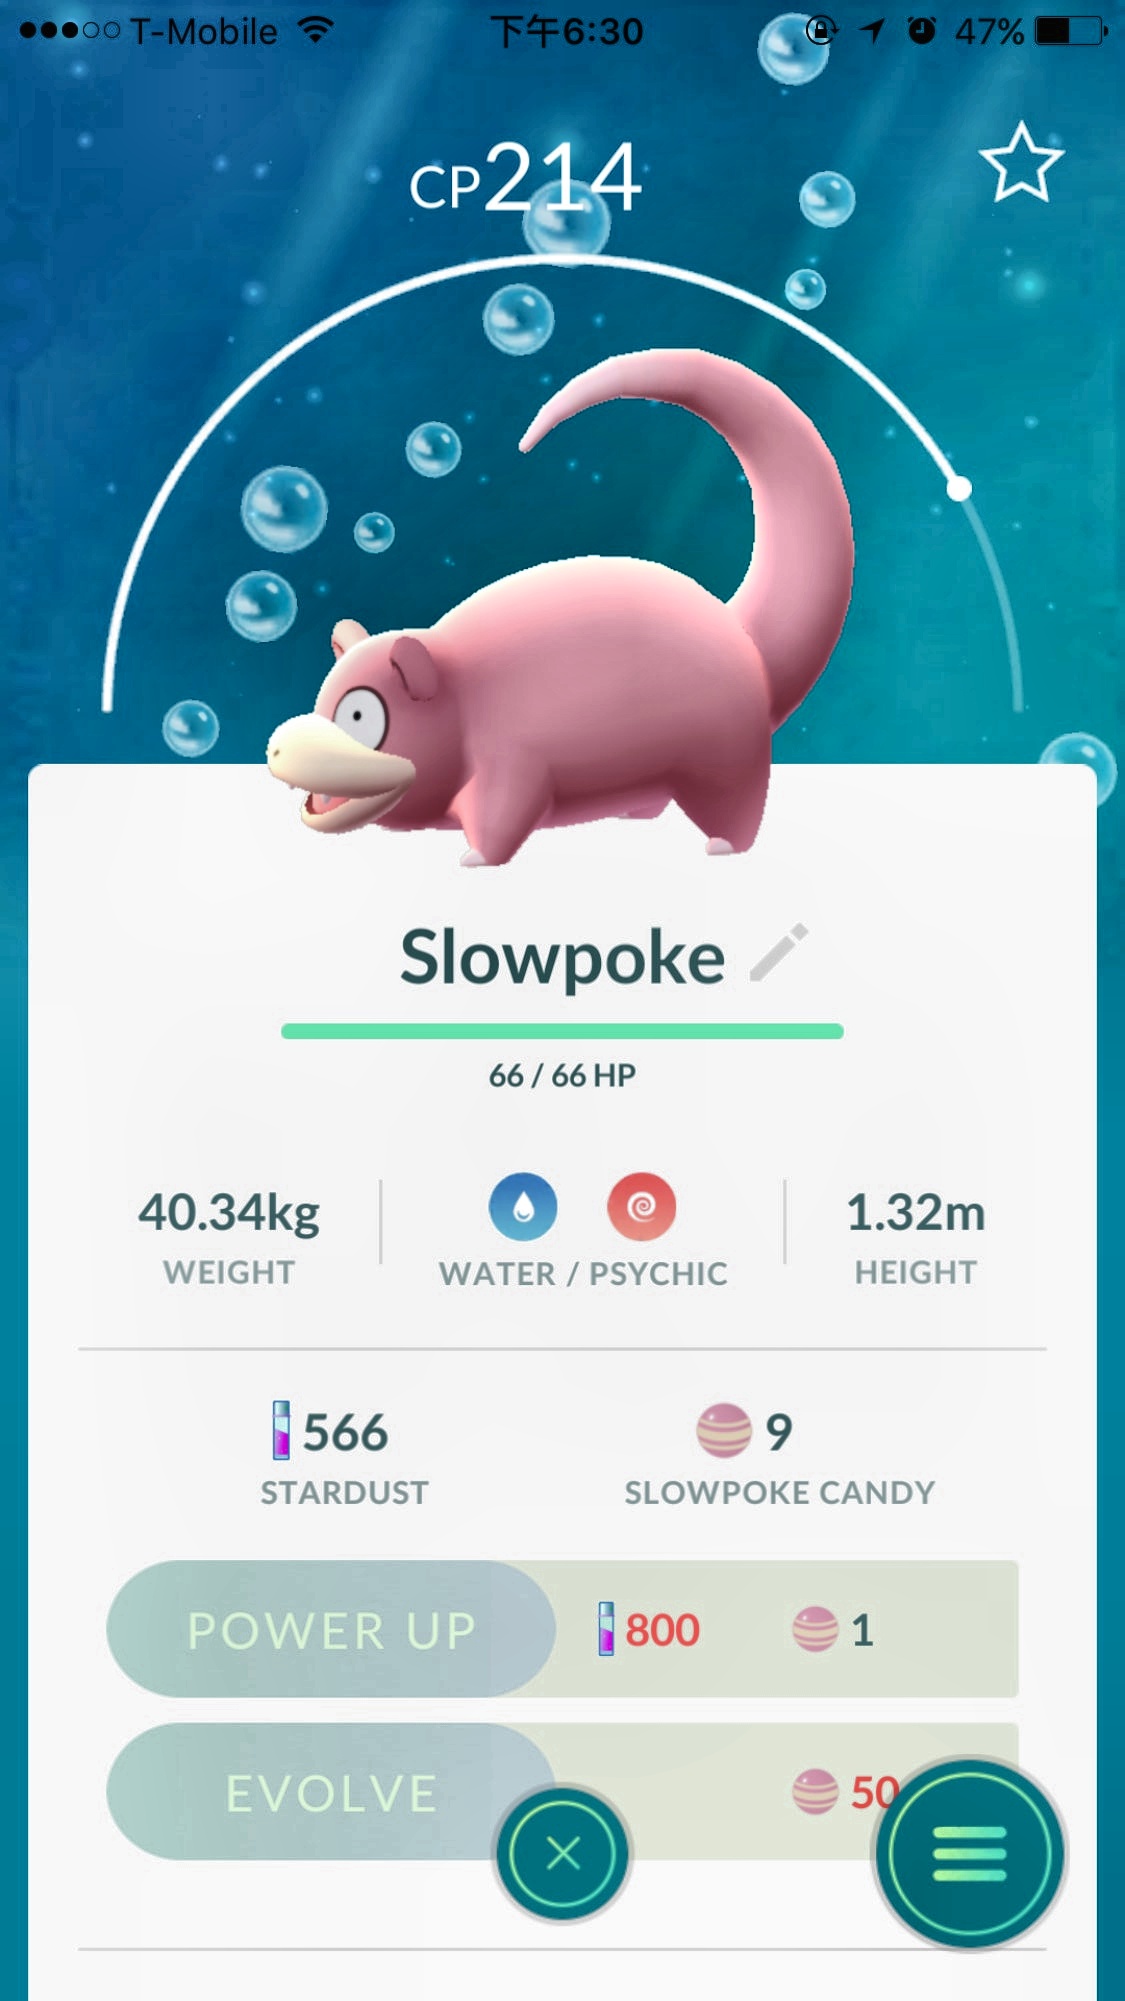 T-Mobile 下午6:30 47%
CP214
Slowpoke
66 / 66 HP
40.34kg
WEIGHT
WATER / PSYCHIC
1.32m
HEIGHT
566
STARDUST
9
SLOWPOKE CANDY
POWER UP 800 1
EVOLVE 50